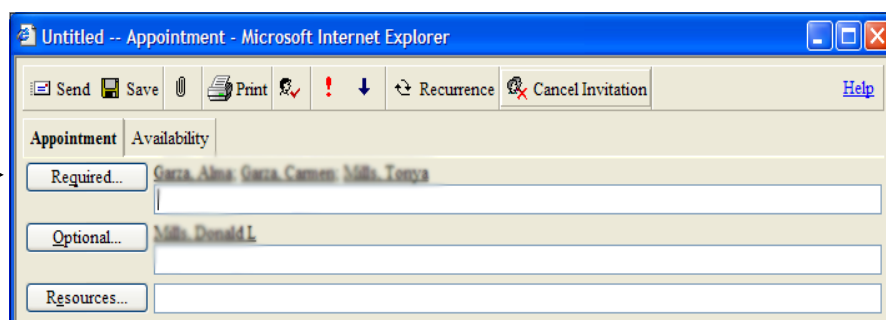 Untitled -- Appointment - Microsoft Internet Explorer
Send Save Print Recurrence Cancel Invitation Help
Appointment Availability
Required... Garza, Alma; Garza, Carmen; Mills, Tonya
Optional... Mills, Donald L
Resources...